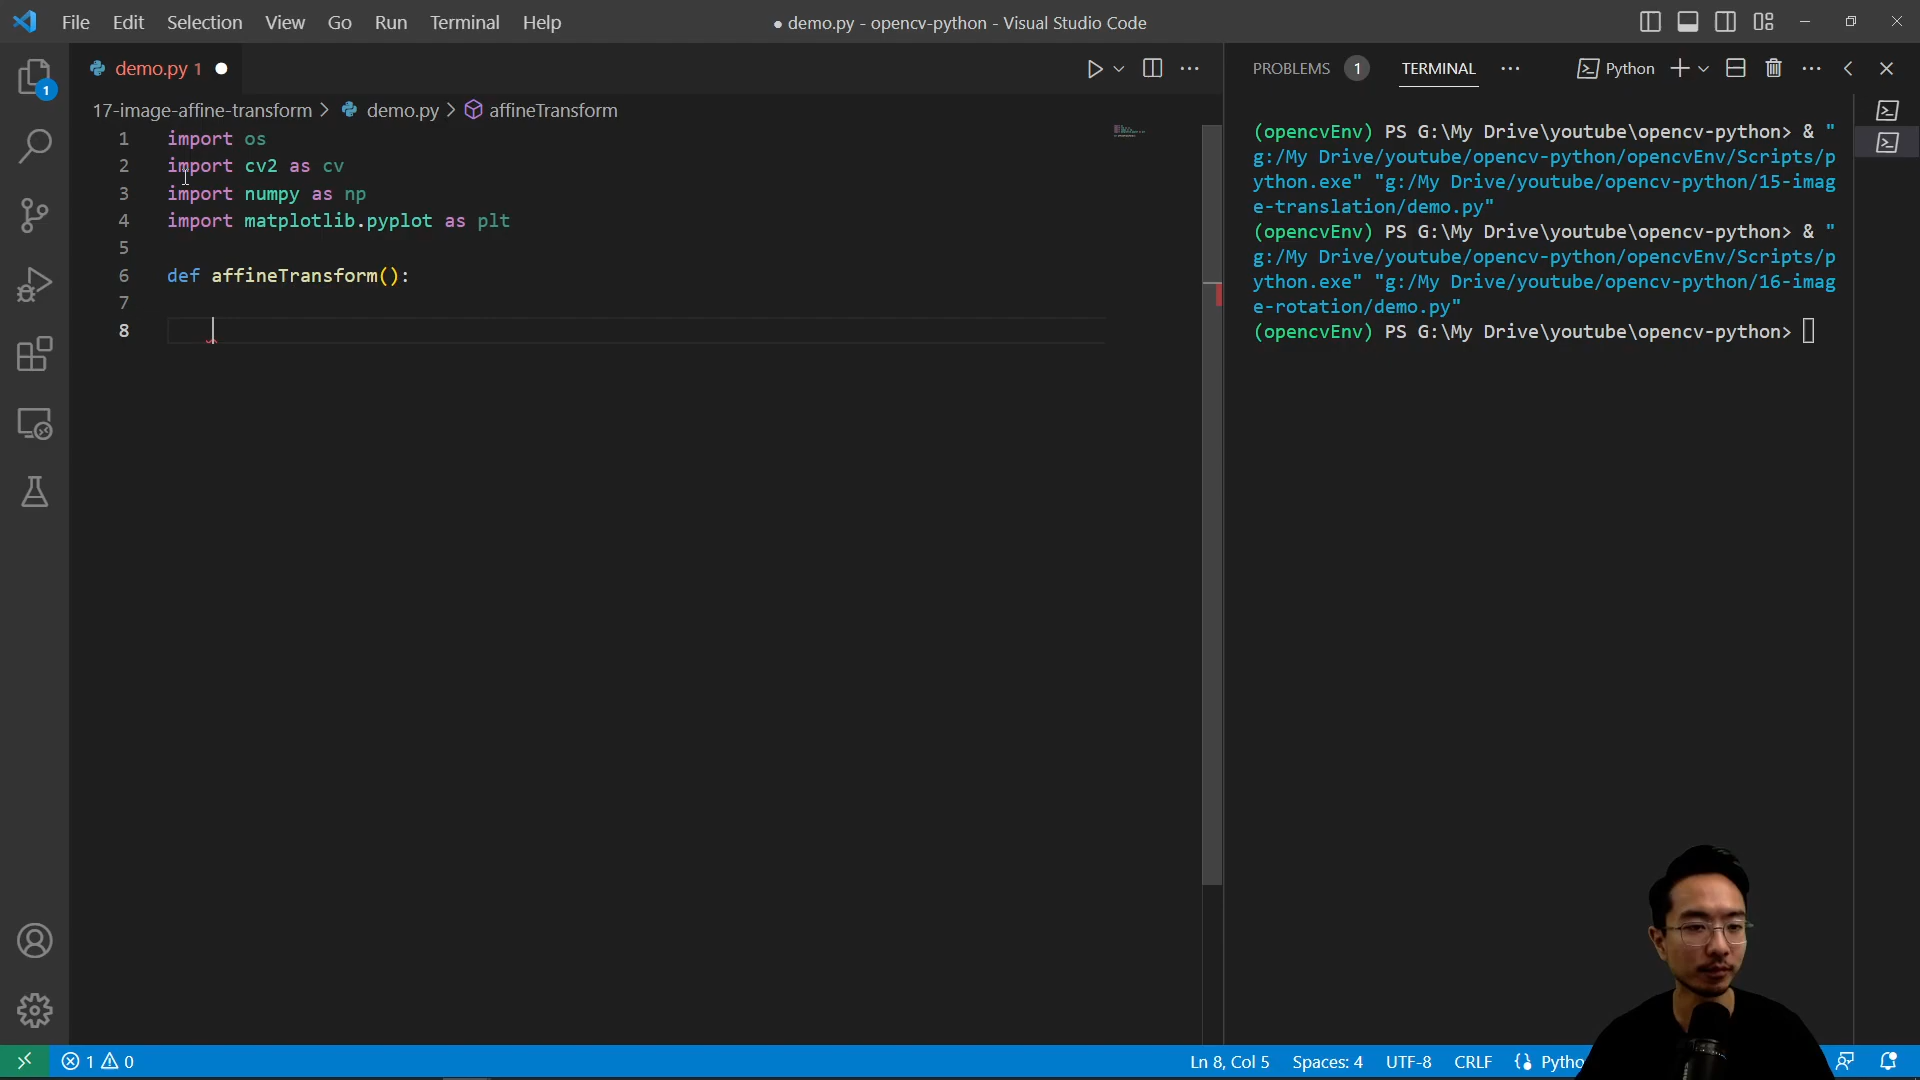 File Edit Selection View Go Run Terminal Help
● demo.py - opencv-python - Visual Studio Code
demo.py 1 ●
17-image-affine-transform > demo.py > affineTransform
1 import os
2 import cv2 as cv
3 import numpy as np
4 import matplotlib.pyplot as plt
5
6 def affineTransform():
7
8
PROBLEMS 1 TERMINAL ··· Python
(opencvEnv) PS G:\My Drive\youtube\opencv-python> & "
g:/My Drive/youtube/opencv-python/opencvEnv/Scripts/p
ython.exe" "g:/My Drive/youtube/opencv-python/15-imag
e-translation/demo.py"
(opencvEnv) PS G:\My Drive\youtube\opencv-python> & "
g:/My Drive/youtube/opencv-python/opencvEnv/Scripts/p
ython.exe" "g:/My Drive/youtube/opencv-python/16-imag
e-rotation/demo.py"
(opencvEnv) PS G:\My Drive\youtube\opencv-python>
1
1 0
Ln 8, Col 5 Spaces: 4 UTF-8 CRLF {} Pytho